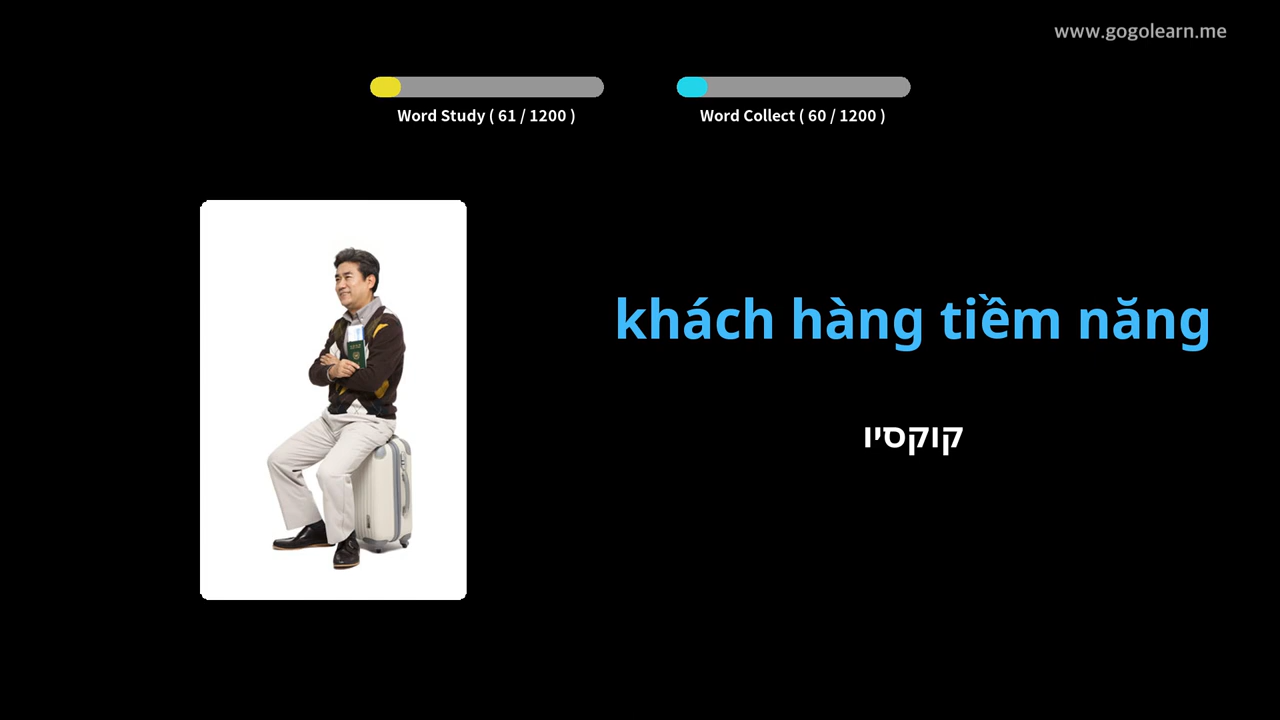 www.gogolearn.me
Word Study ( 61 / 1200 )
Word Collect ( 60 / 1200 )
khách hàng tiềm năng
קוקסיו